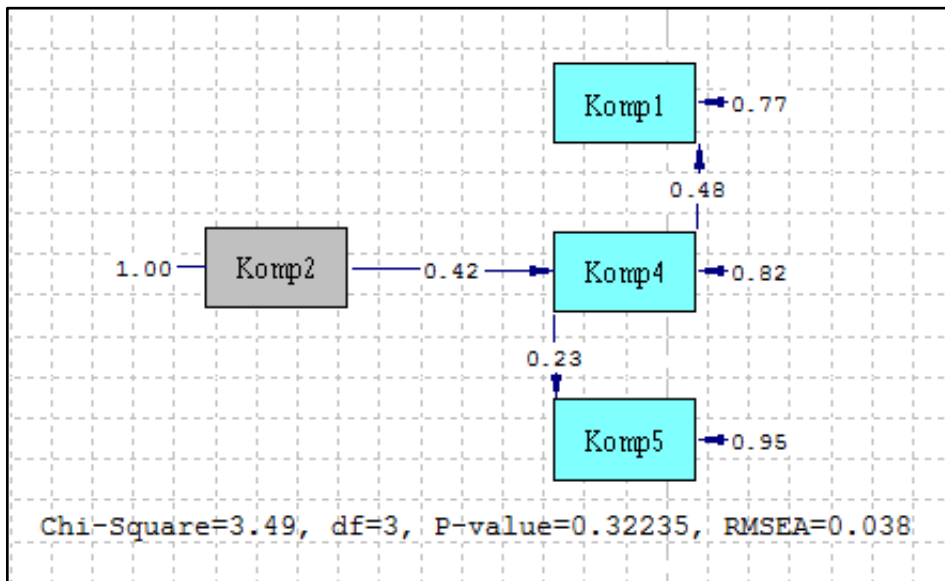 Komp1
0.77
0.48
1.00
Komp2
0.42
Komp4
0.82
0.23
Komp5
0.95
Chi-Square=3.49, df=3, P-value=0.32235, RMSEA=0.038